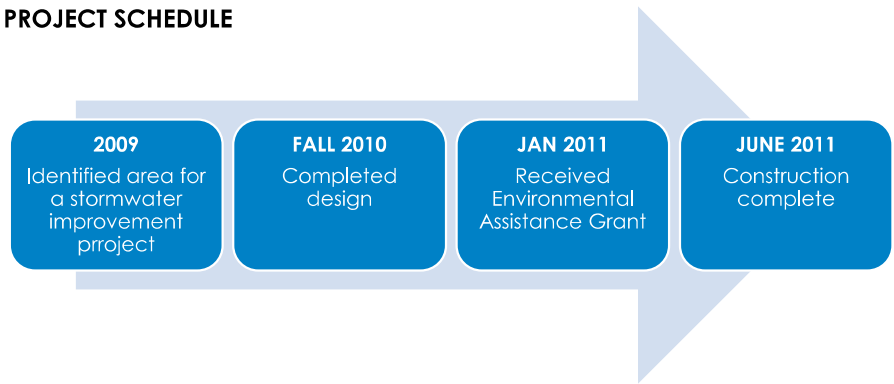 PROJECT SCHEDULE
2009
Identified area for
a stormwater
improvement
prroject
FALL 2010
Completed
design
JAN 2011
Received
Environmental
Assistance Grant
JUNE 2011
Construction
complete